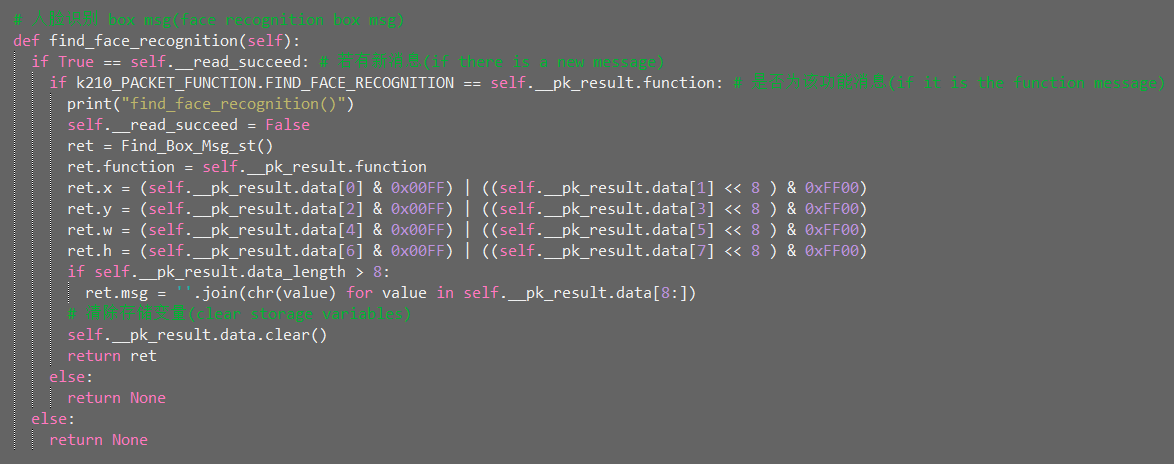 # 人脸识别 box msg(face recognition box msg)
def find_face_recognition(self):
if True == self.__read_succeed: # 若有新消息(if there is a new message)
if k210_PACKET_FUNCTION.FIND_FACE_RECOGNITION == self.__pk_result.function: # 是否为该功能消息(if it is the function message)
print("find_face_recognition()")
self.__read_succeed = False
ret = Find_Box_Msg_st()
ret.function = self.__pk_result.function
ret.x = (self.__pk_result.data[0] & 0x00FF) | ((self.__pk_result.data[1] << 8 ) & 0xFF00)
ret.y = (self.__pk_result.data[2] & 0x00FF) | ((self.__pk_result.data[3] << 8 ) & 0xFF00)
ret.w = (self.__pk_result.data[4] & 0x00FF) | ((self.__pk_result.data[5] << 8 ) & 0xFF00)
ret.h = (self.__pk_result.data[6] & 0x00FF) | ((self.__pk_result.data[7] << 8 ) & 0xFF00)
if self.__pk_result.data_length > 8:
ret.msg = ''.join(chr(value) for value in self.__pk_result.data[8:])
# 清除存储变量(clear storage variables)
self.__pk_result.data.clear()
return ret
else:
return None
else:
return None